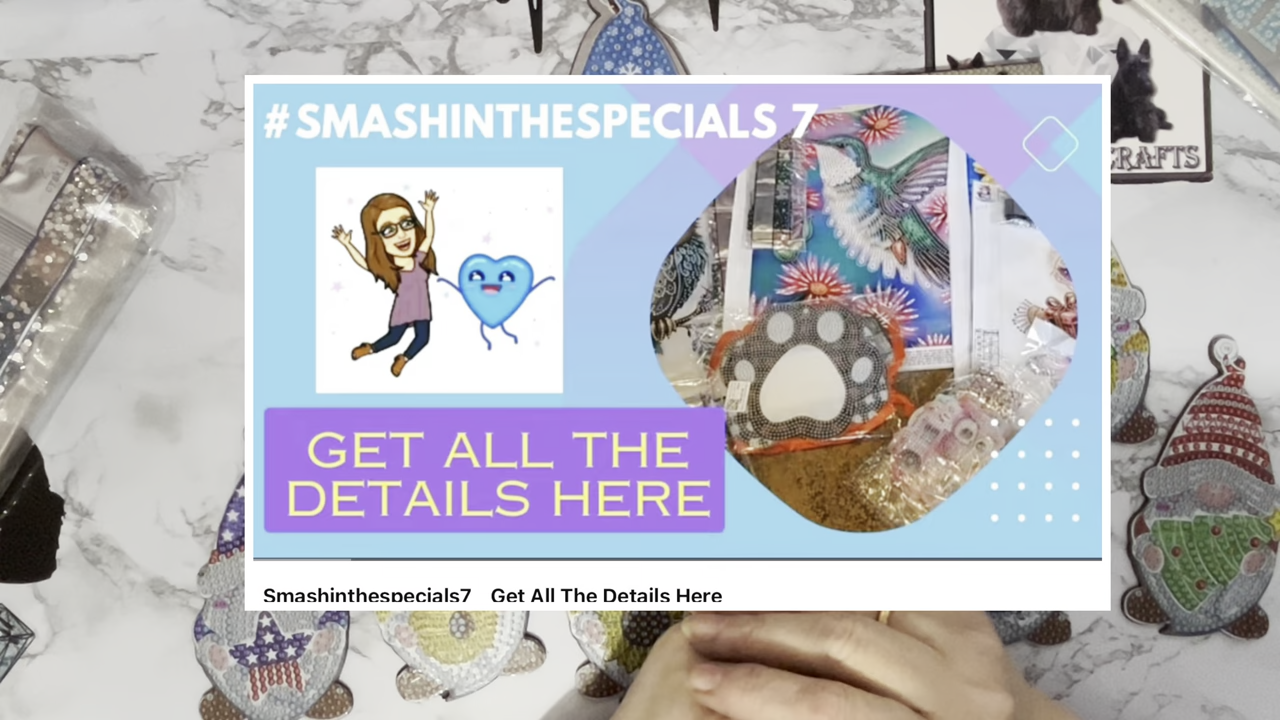 #SMASHINTHESPECIALS 7
CRAFTS
GET ALL THE
DETAILS HERE
Smashinthespecials7 Get All The Details Here